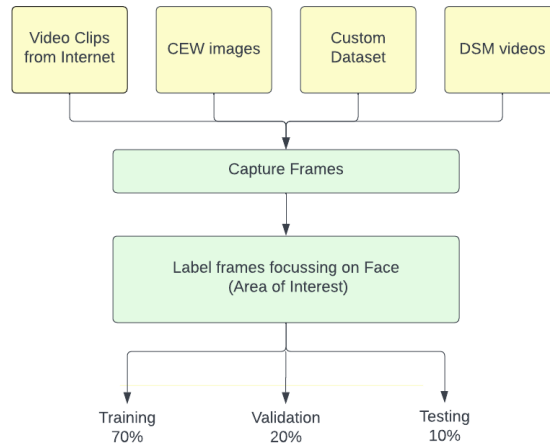 Video Clips
from Internet
CEW images
Custom
Dataset
DSM videos
Capture Frames
Label frames focussing on Face
(Area of Interest)
Training
70%
Validation
20%
Testing
10%